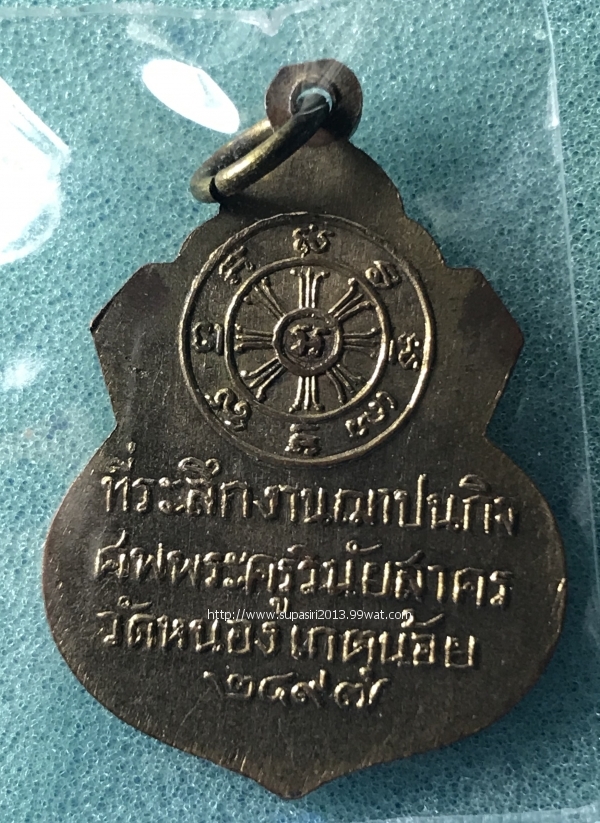 ที่ระลึกงานฌาปนกิจ
ศพพระครูวินัยสาคร
http://www.supasiri2013.99wat.com
วัดหนองเกตุน้อย
๒๔๙๗